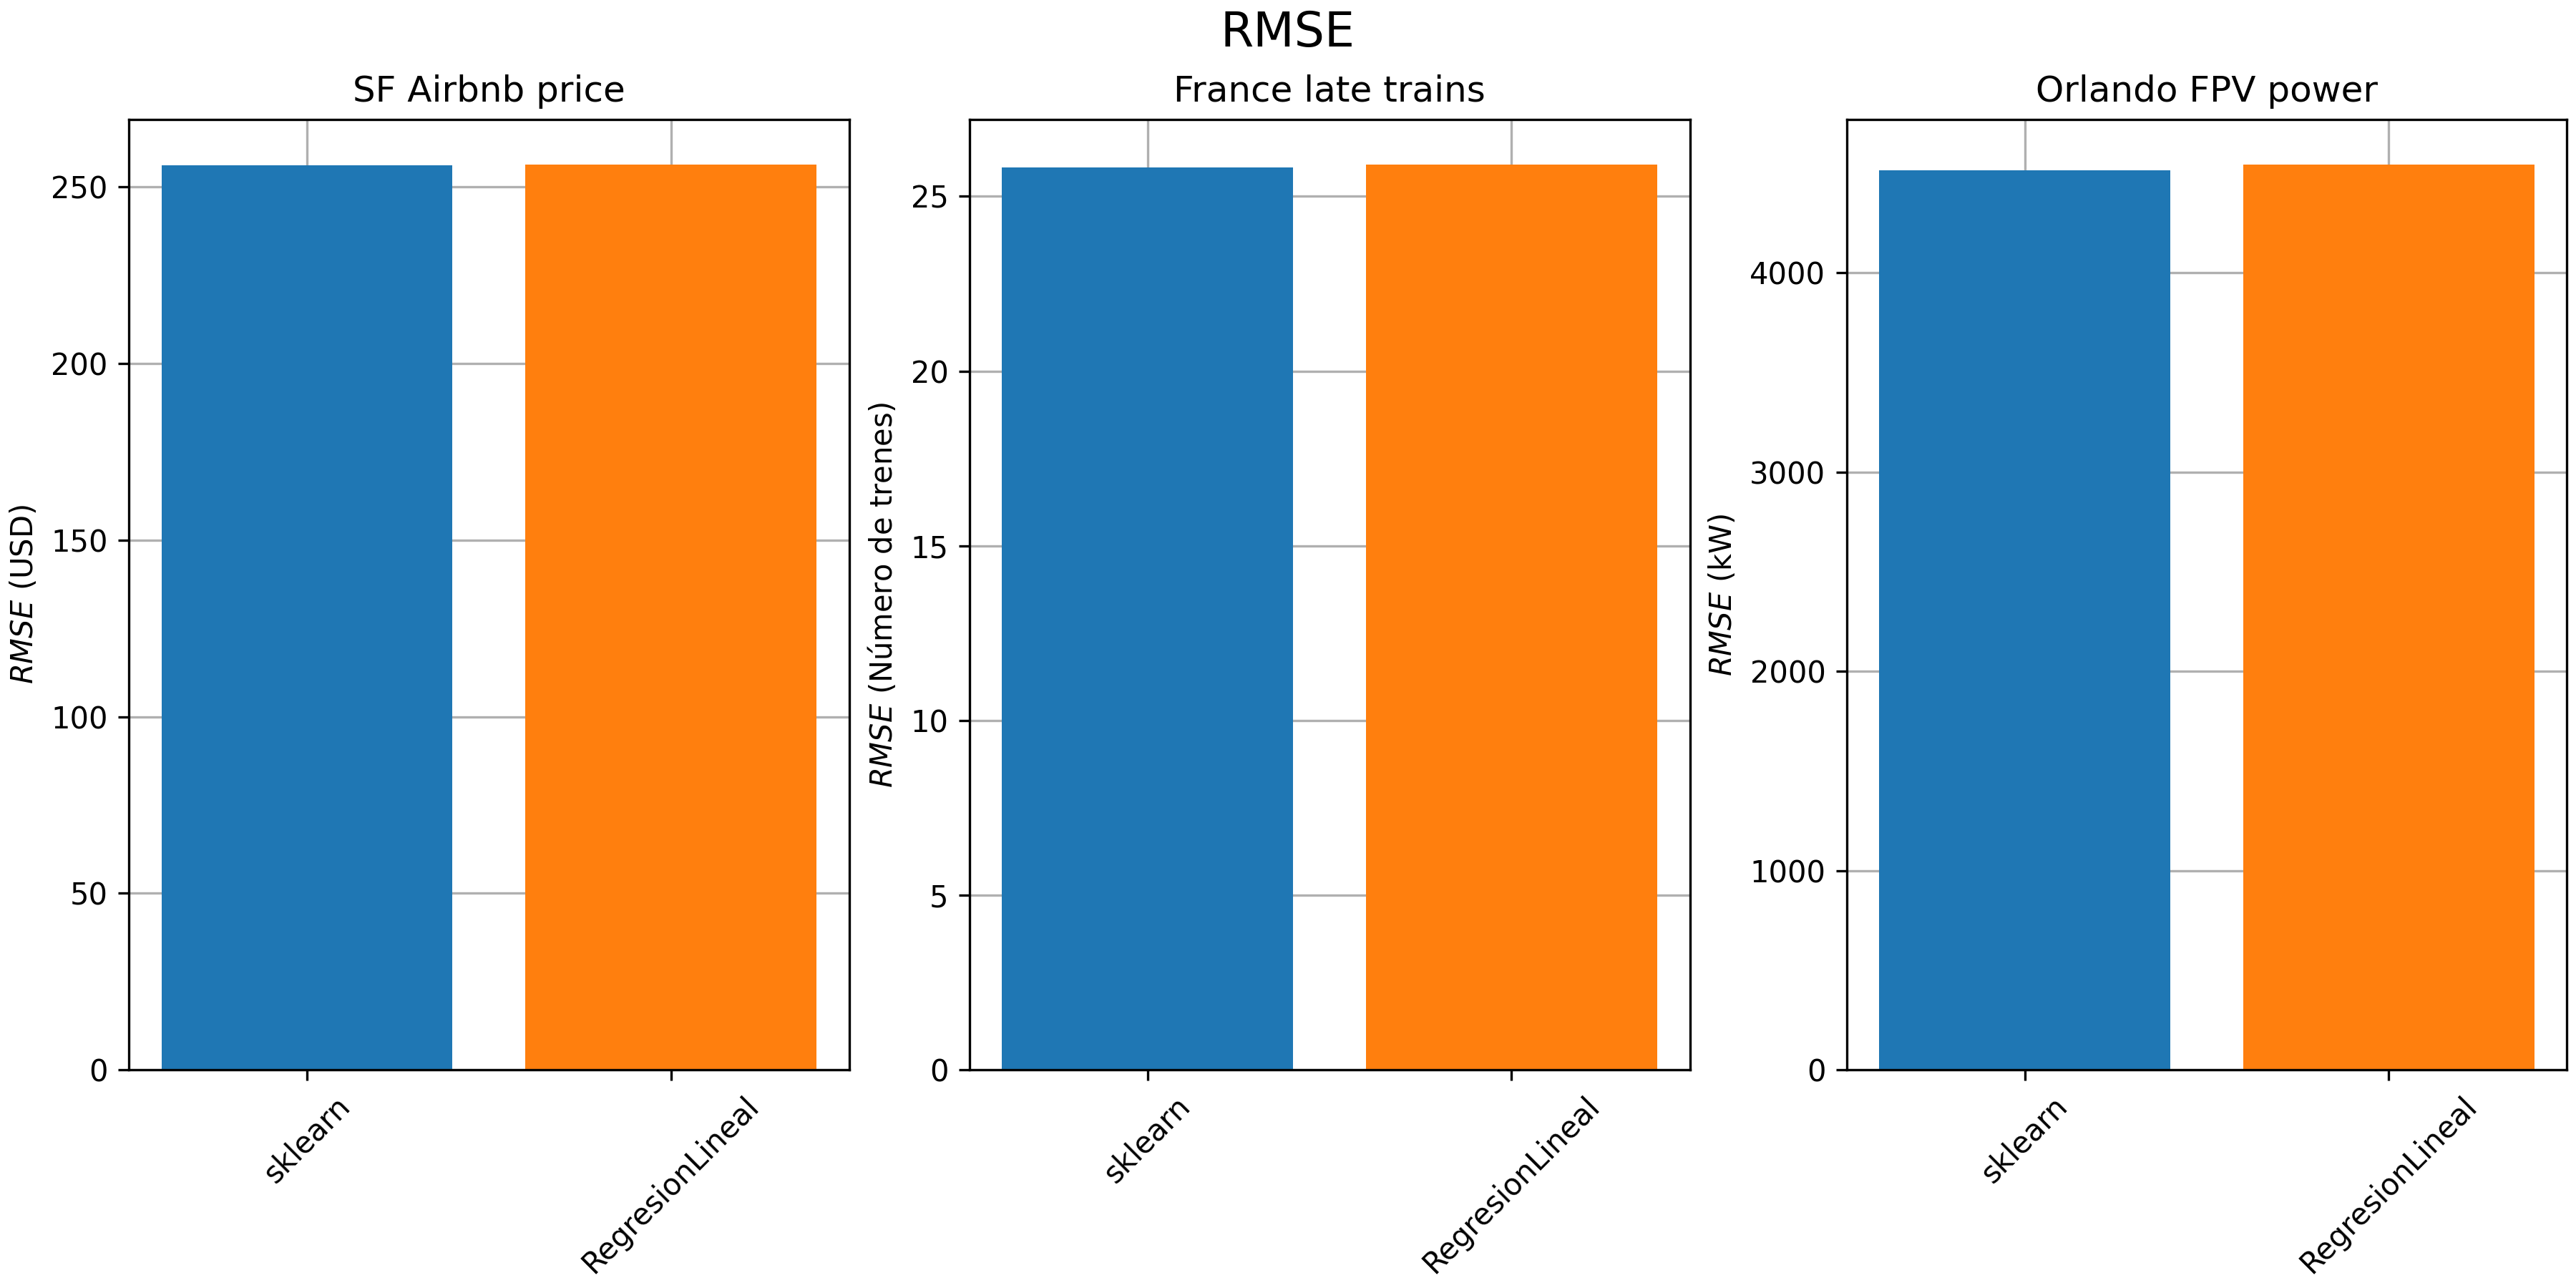 RMSE
SF Airbnb price
RMSE (USD)
250
200
150
100
50
0
sklearn
RegresionLineal
France late trains
RMSE (Número de trenes)
25
20
15
10
5
0
sklearn
RegresionLineal
Orlando FPV power
RMSE (kW)
4000
3000
2000
1000
0
sklearn
RegresionLineal